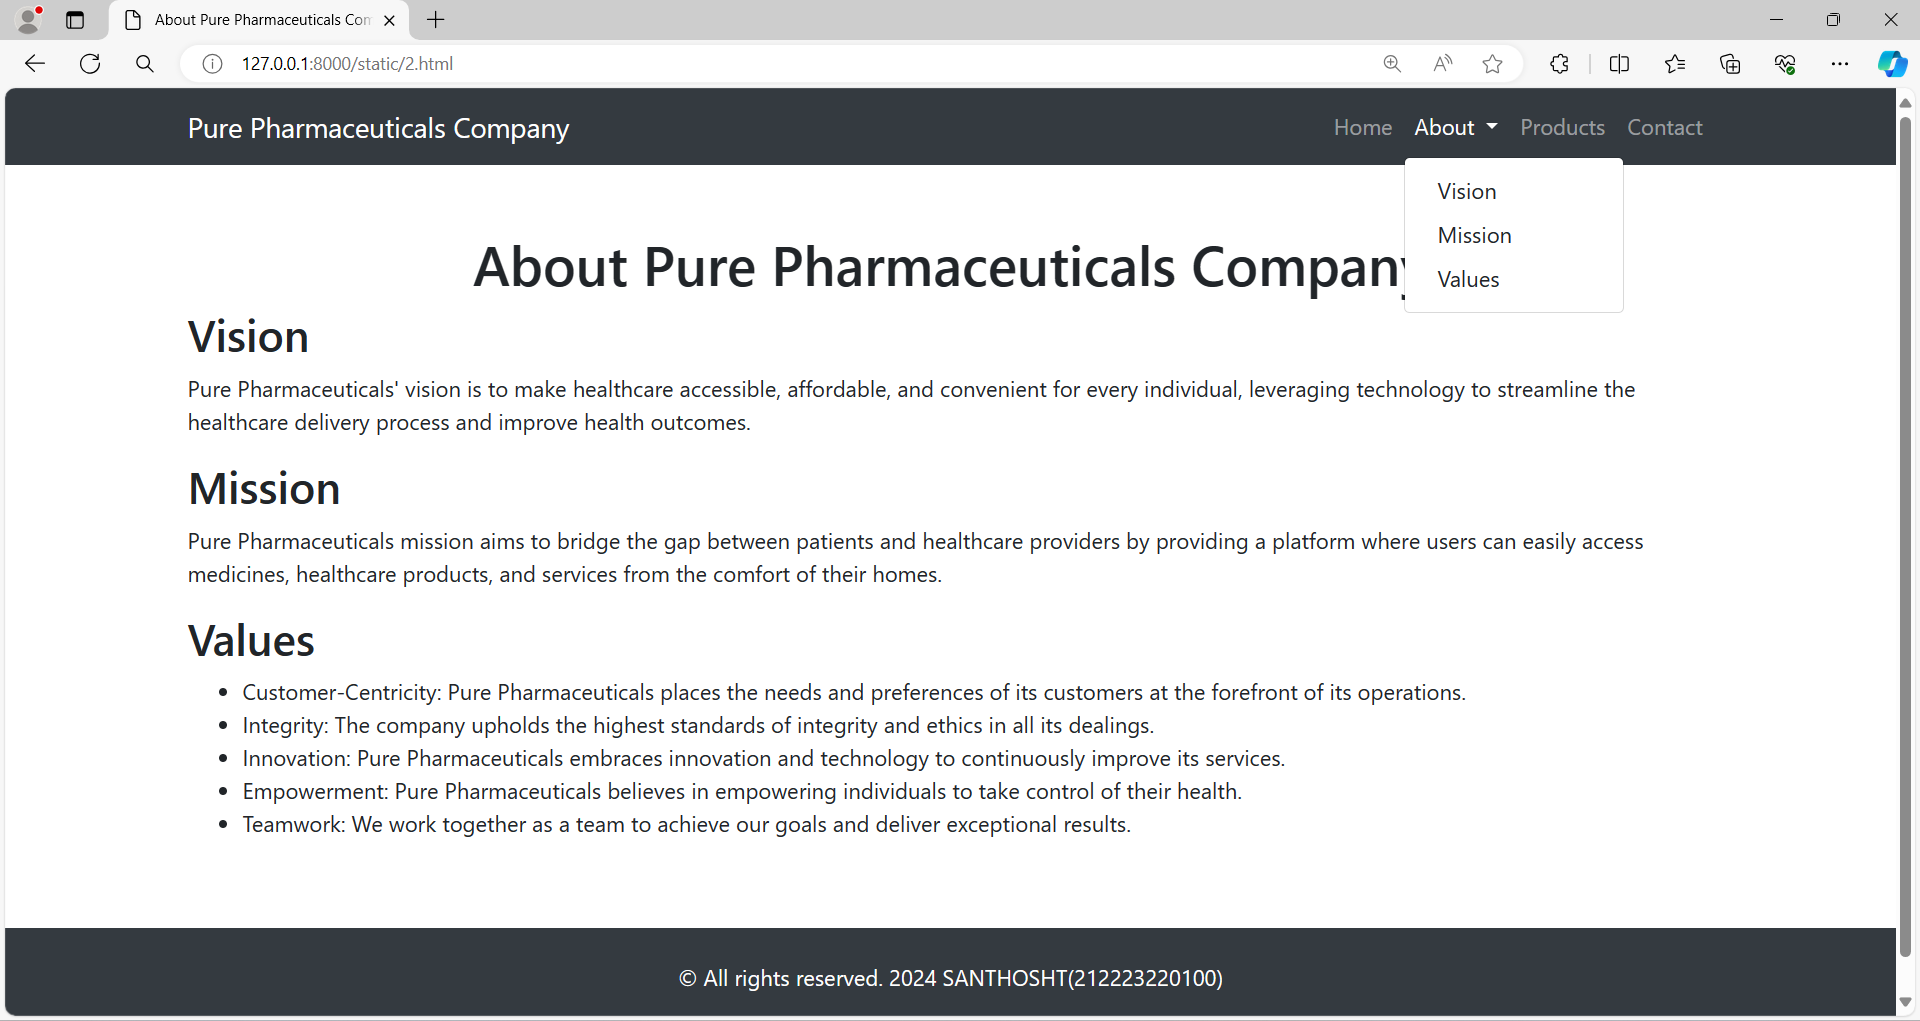 About Pure Pharmaceuticals Com
127.0.0.1:8000/static/2.html
Pure Pharmaceuticals Company
Home About Products Contact
Vision
Mission
Values
About Pure Pharmaceuticals Company
Vision
Pure Pharmaceuticals' vision is to make healthcare accessible, affordable, and convenient for every individual, leveraging technology to streamline the
healthcare delivery process and improve health outcomes.
Mission
Pure Pharmaceuticals mission aims to bridge the gap between patients and healthcare providers by providing a platform where users can easily access
medicines, healthcare products, and services from the comfort of their homes.
Values
• Customer-Centricity: Pure Pharmaceuticals places the needs and preferences of its customers at the forefront of its operations.
• Integrity: The company upholds the highest standards of integrity and ethics in all its dealings.
• Innovation: Pure Pharmaceuticals embraces innovation and technology to continuously improve its services.
• Empowerment: Pure Pharmaceuticals believes in empowering individuals to take control of their health.
• Teamwork: We work together as a team to achieve our goals and deliver exceptional results.
© All rights reserved. 2024 SANTHOSHT(212223220100)